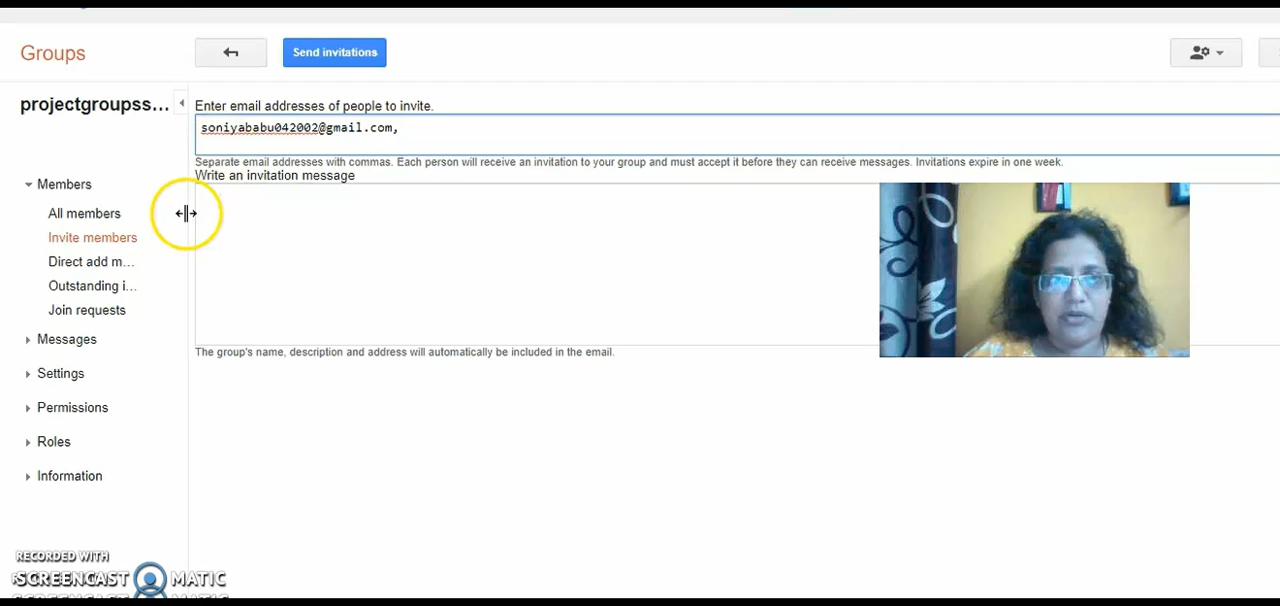 Groups
Send invitations
projectgroupss...
Enter email addresses of people to invite.
soniyababu042002@gmail.com,
Separate email addresses with commas. Each person will receive an invitation to your group and must accept it before they can receive messages. Invitations expire in one week.
Write an invitation message
Members
All members
Invite members
Direct add m...
Outstanding i...
Join requests
The group's name, description and address will automatically be included in the email.
Messages
Settings
Permissions
Roles
Information
RECORDED WITH
SCREENCAST MATIC